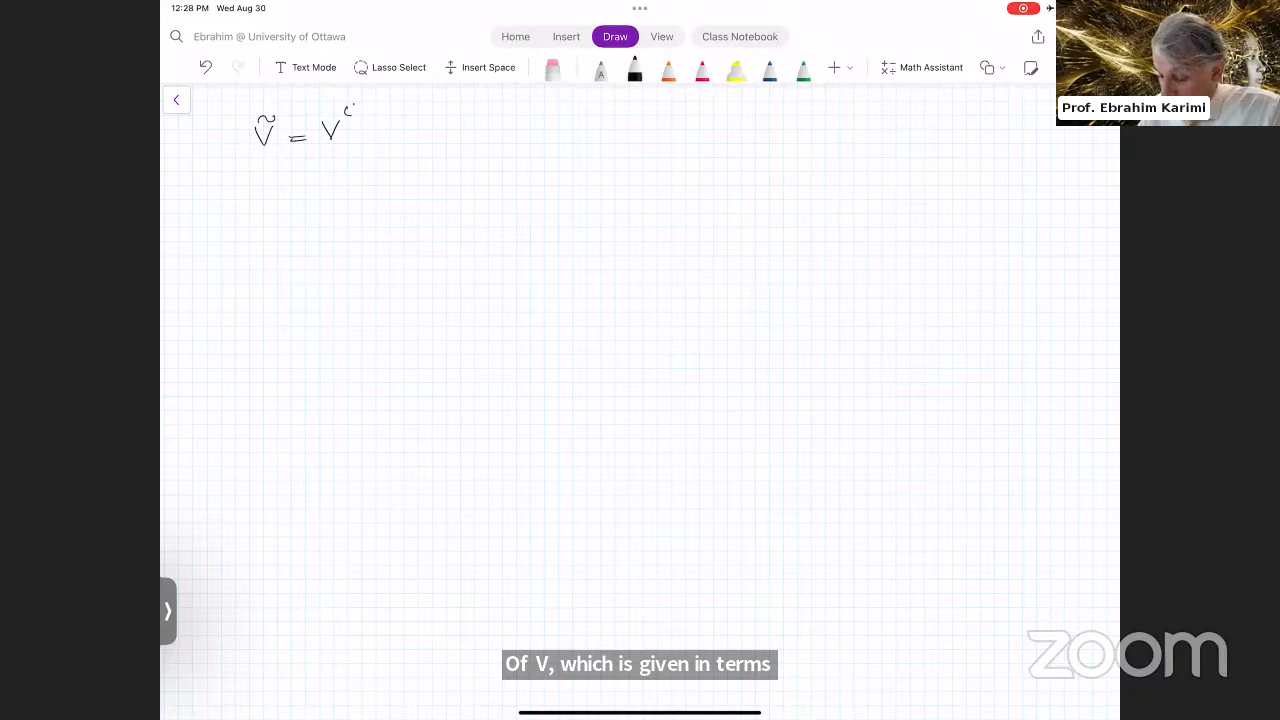 12:28 PM Wed Aug 30
Ebrahim @ University of Ottawa
Home Insert Draw View Class Notebook
Text Mode Lasso Select Insert Space A Math Assistant
Prof. Ebrahim Karimi
Ṽ = V
Of V, which is given in terms
zoom